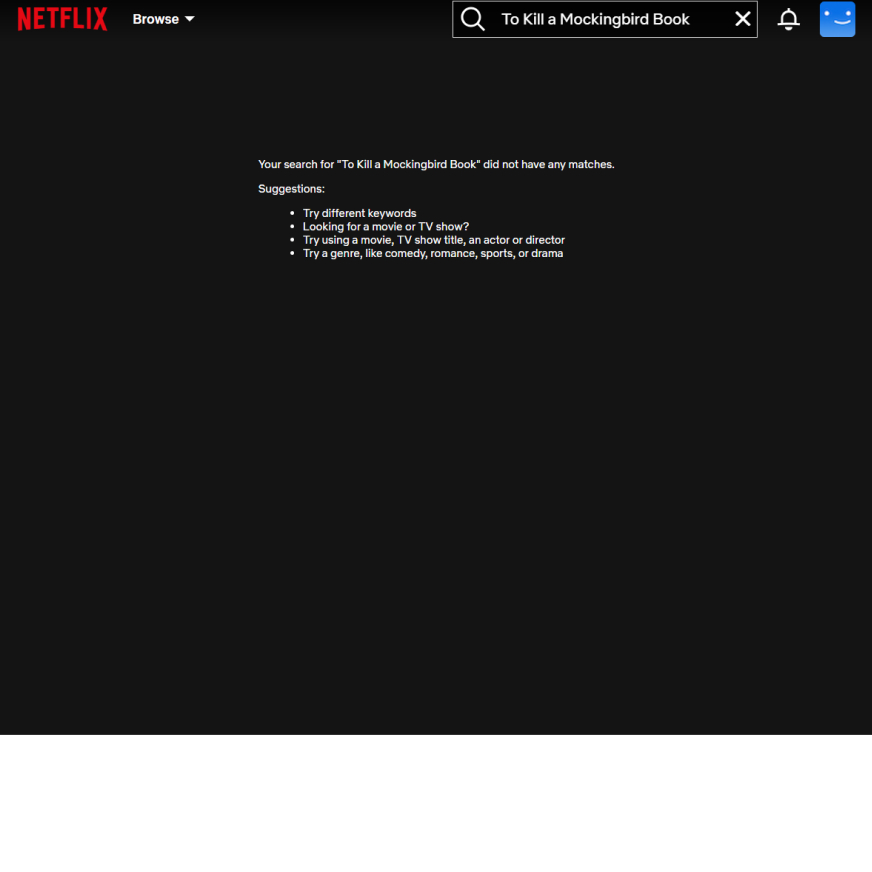 NETFLIX
Browse
To Kill a Mockingbird Book
Your search for "To Kill a Mockingbird Book" did not have any matches.
Suggestions:
Try different keywords
Looking for a movie or TV show?
Try using a movie, TV show title, an actor or director
Try a genre, like comedy, romance, sports, or drama